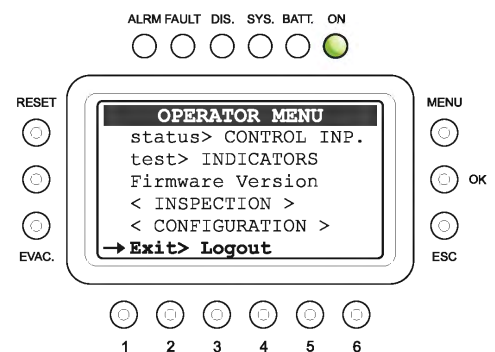 ALRM FAULT DIS. SYS. BATT. ON
RESET
MENU
OPERATOR MENU
status> CONTROL INP.
test> INDICATORS
Firmware Version
OK
< INSPECTION >
< CONFIGURATION >
→Exit> Logout
EVAC.
ESC
1 2 3 4 5 6